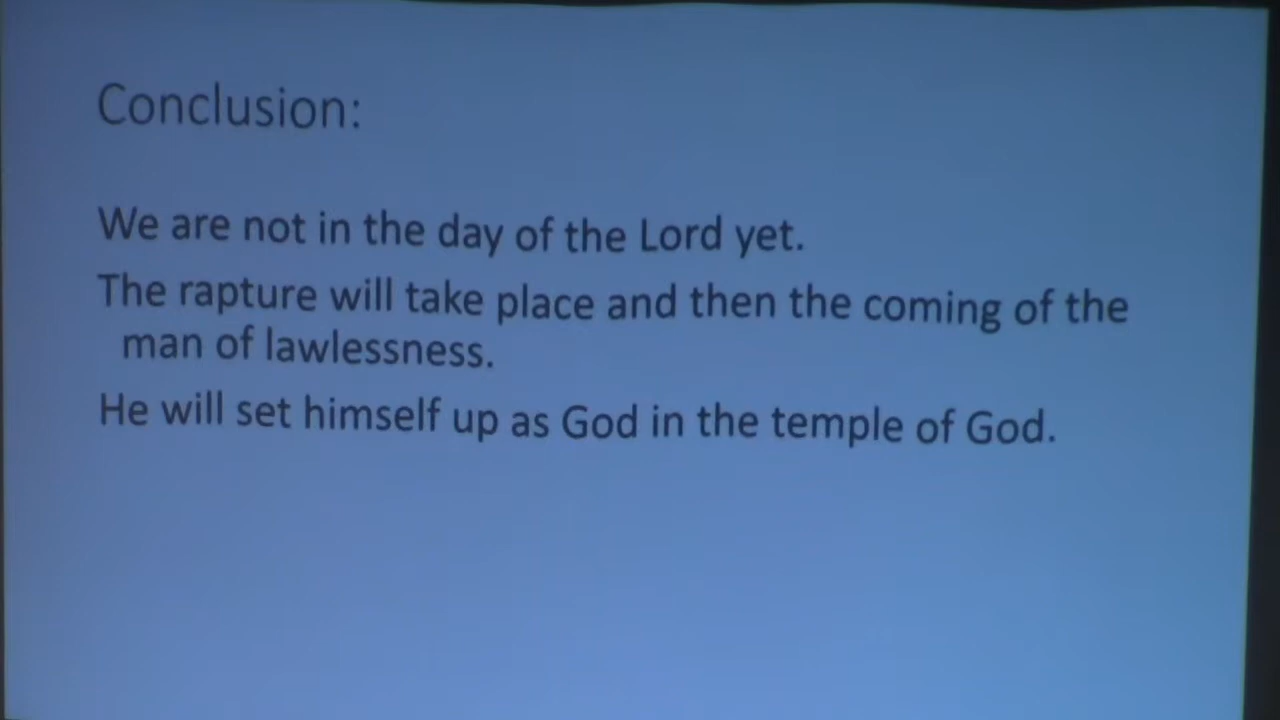 Conclusion:
We are not in the day of the Lord yet.
The rapture will take place and then the coming of the
man of lawlessness.
He will set himself up as God in the temple of God.